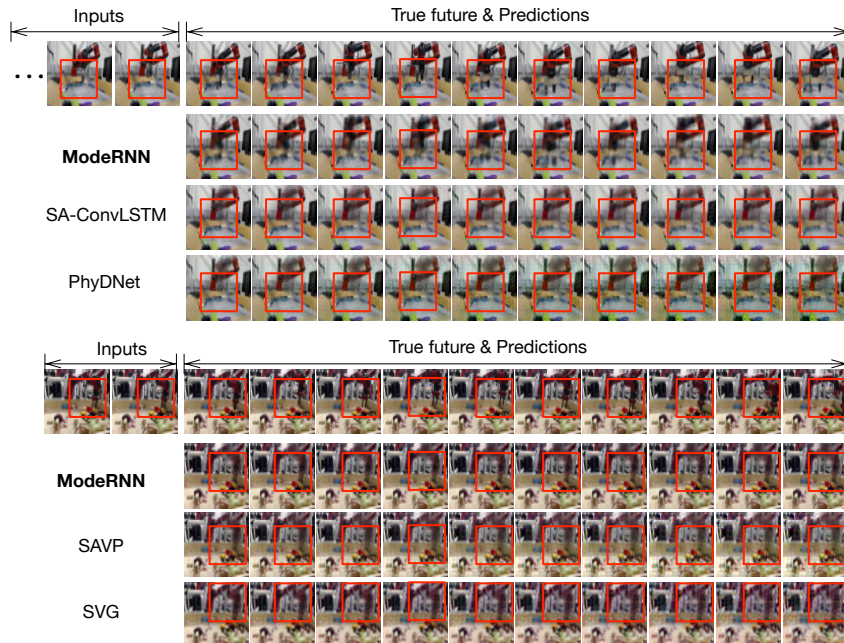 Inputs
True future & Predictions
...
ModeRNN
SA-ConvLSTM
PhyDNet
Inputs
True future & Predictions
ModeRNN
SAVP
SVG